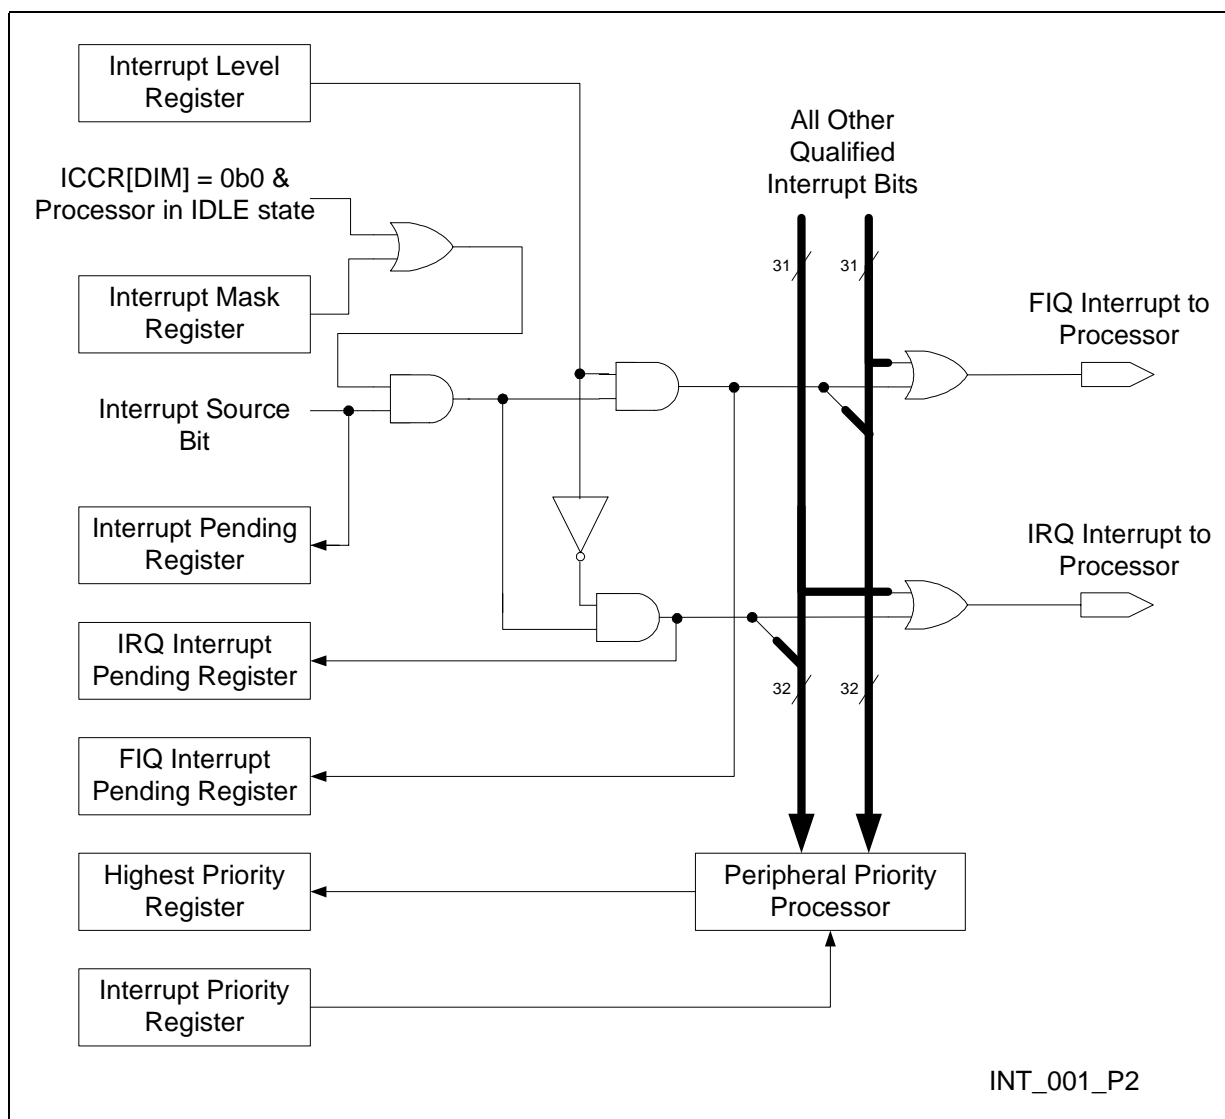 Interrupt Level
Register
ICCR[DIM] = 0b0 &
Processor in IDLE state
Interrupt Mask
Register
Interrupt Source
Bit
Interrupt Pending
Register
IRQ Interrupt
Pending Register
FIQ Interrupt
Pending Register
Highest Priority
Register
Interrupt Priority
Register
All Other
Qualified
Interrupt Bits
31
31
32
32
Peripheral Priority
Processor
FIQ Interrupt to
Processor
IRQ Interrupt to
Processor
INT_001_P2